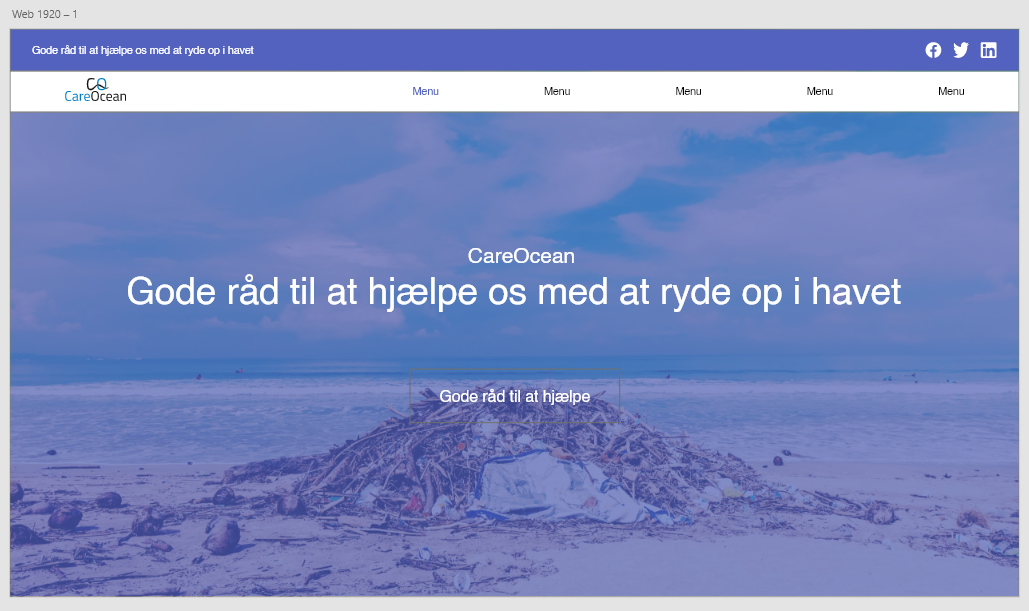 Web 1920 – 1
Gode råd til at hjælpe os med at ryde op i havet
CO
CareOcean
Menu
Menu
Menu
Menu
Menu
CareOcean
Gode råd til at hjælpe os med at ryde op i havet
Gode råd til at hjælpe